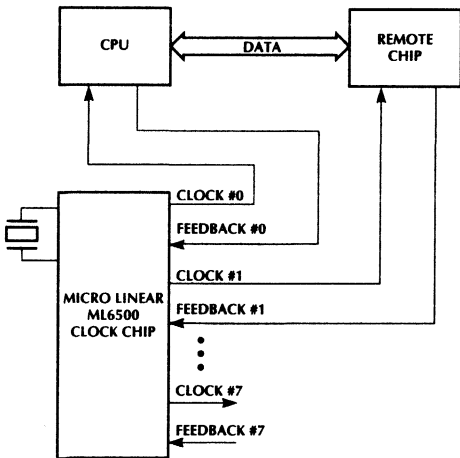 CPU
DATA
REMOTE
CHIP
CLOCK #0
FEEDBACK #0
CLOCK #1
MICRO LINEAR
ML6500
CLOCK CHIP
FEEDBACK #1
CLOCK #7
FEEDBACK #7